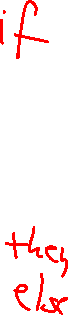 if
then
else